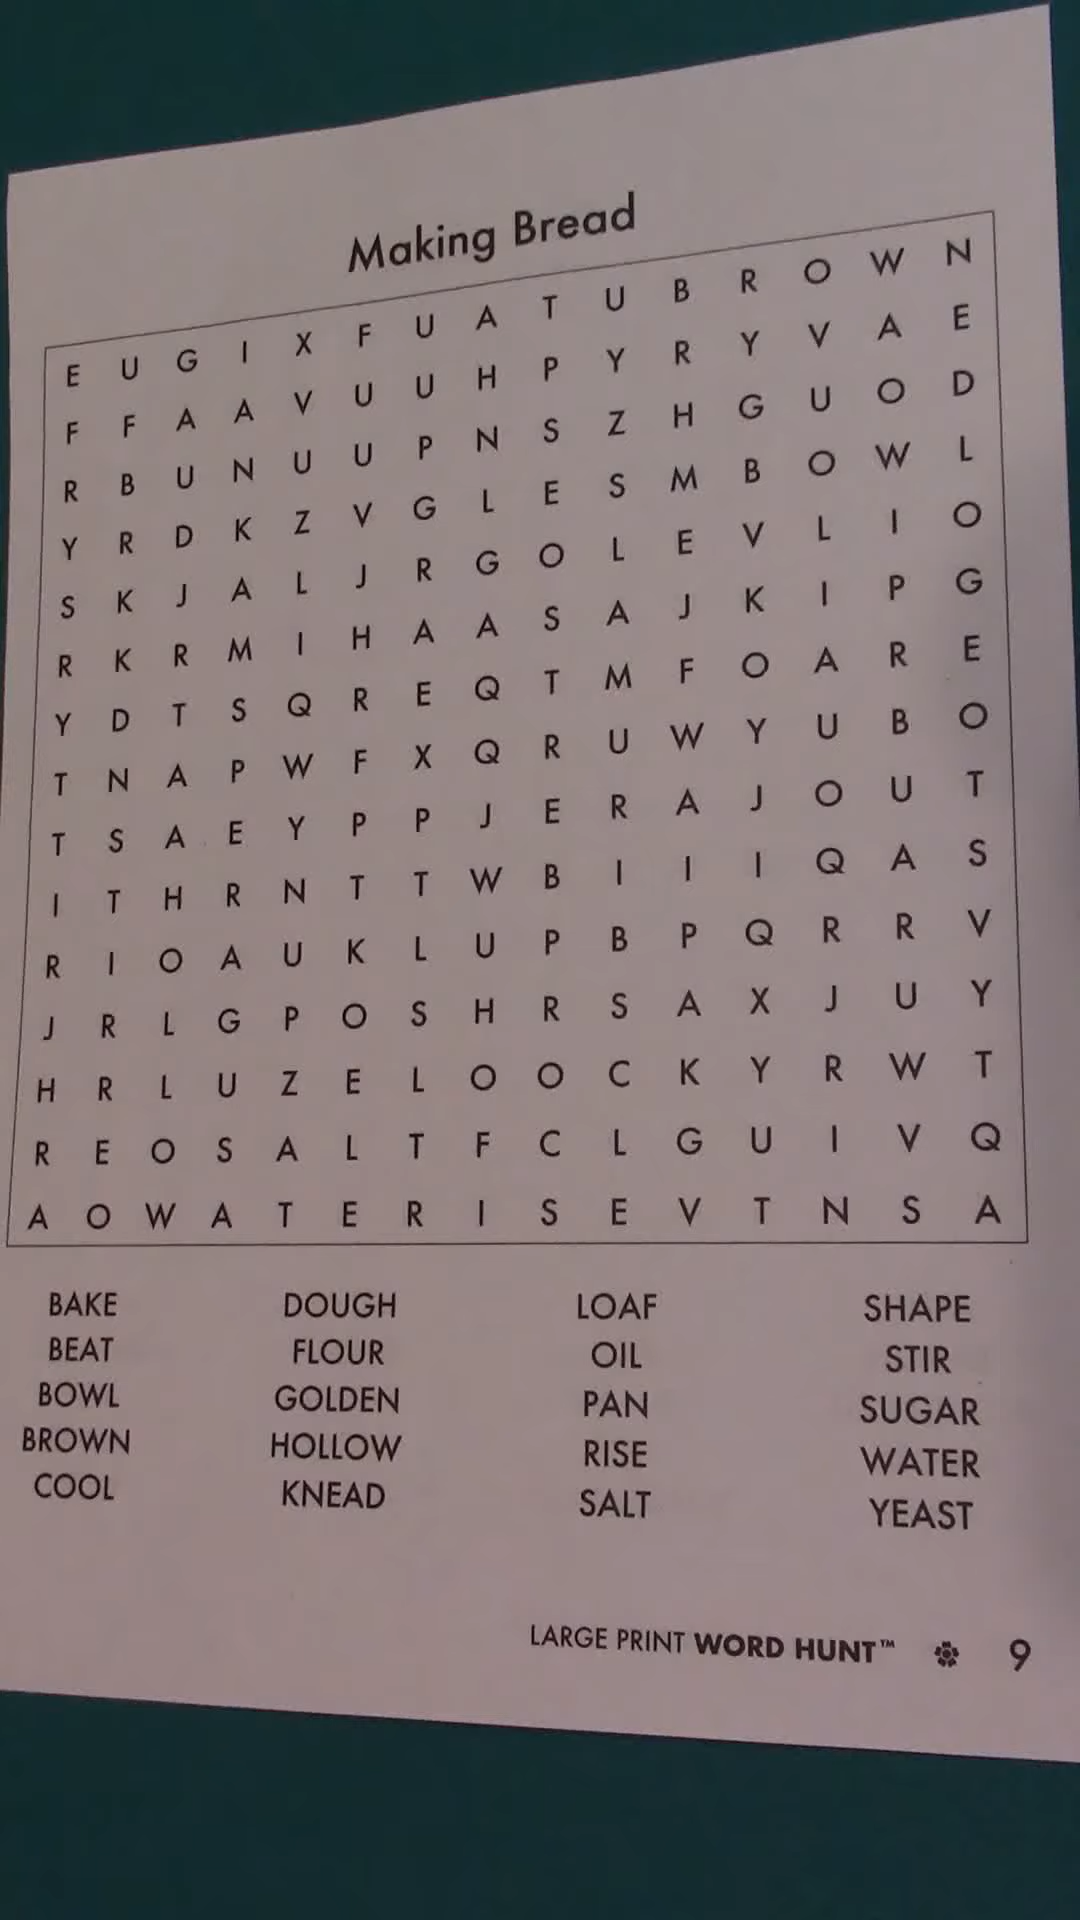 Making Bread
E U G I X F U A T U B R O W N
F F A A V U U H P Y R Y V A E
R B U N U U P N S Z H G U O D
Y R D K Z V G L E S M B O W L
S K J A L J R G O L E V L I O
R K R M I H A A S A J K I P G
Y D T S Q R E Q T M F O A R E
T N A P W F X Q R U W Y U B O
T S A E Y P P J E R A J O U T
I T H R N T T W B I I I Q A S
R I O A U K L U P B P Q R R V
J R L G P O S H R S A X J U Y
H R L U Z E L O O C K Y R W T
R E O S A L T F C L G U I V Q
A O W A T E R I S E V T N S A
BAKE DOUGH LOAF SHAPE
BEAT FLOUR OIL STIR
BOWL GOLDEN PAN SUGAR
BROWN HOLLOW RISE WATER
COOL KNEAD SALT YEAST
LARGE PRINT WORD HUNT™ 9